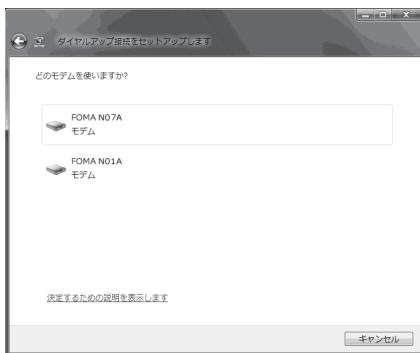 ダイヤルアップ接続をセットアップします
どのモデムを使いますか?
FOMA N07A
モデム
FOMA N01A
モデム
決定するための説明を表示します
キャンセル